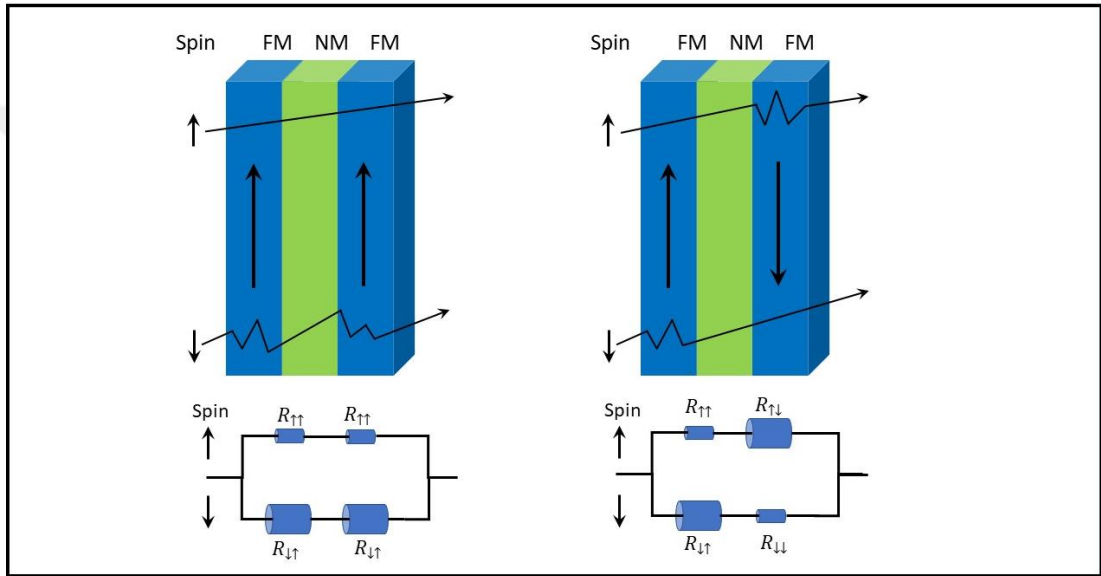 Spin FM NM FM
Spin
R↑↑ R↑↑
R↓↑ R↓↑
Spin FM NM FM
Spin
R↑↑ R↑↓
R↓↑ R↓↓